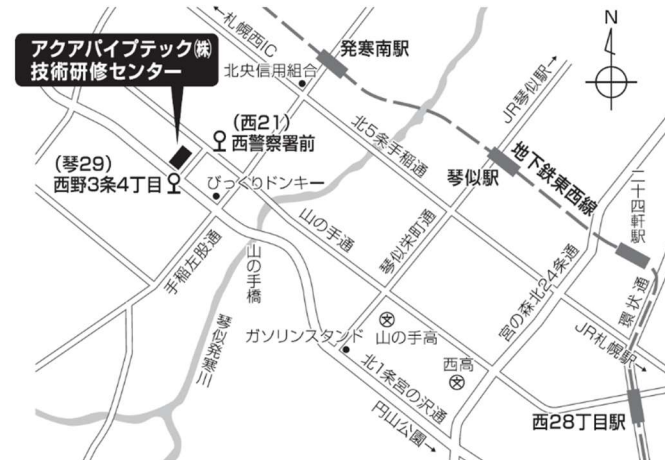 アクアパイプテック㈱
技術研修センター
←札幌西IC
発寒南駅
北央信用組合
N
JR琴似駅→
(西21)
西警察署前
(琴29)
西野3条4丁目
びっくりドンキー
北5条手稲通
琴似駅
地下鉄東西線
二十四軒駅
山の手通
琴似栄町通
手稲左股通
山の手橋
宮の森北24条通
環状通
琴似発寒川
ガソリンスタンド
文
山の手高
西高
文
JR札幌駅→
北1条宮の沢通
円山公園→
西28丁目駅